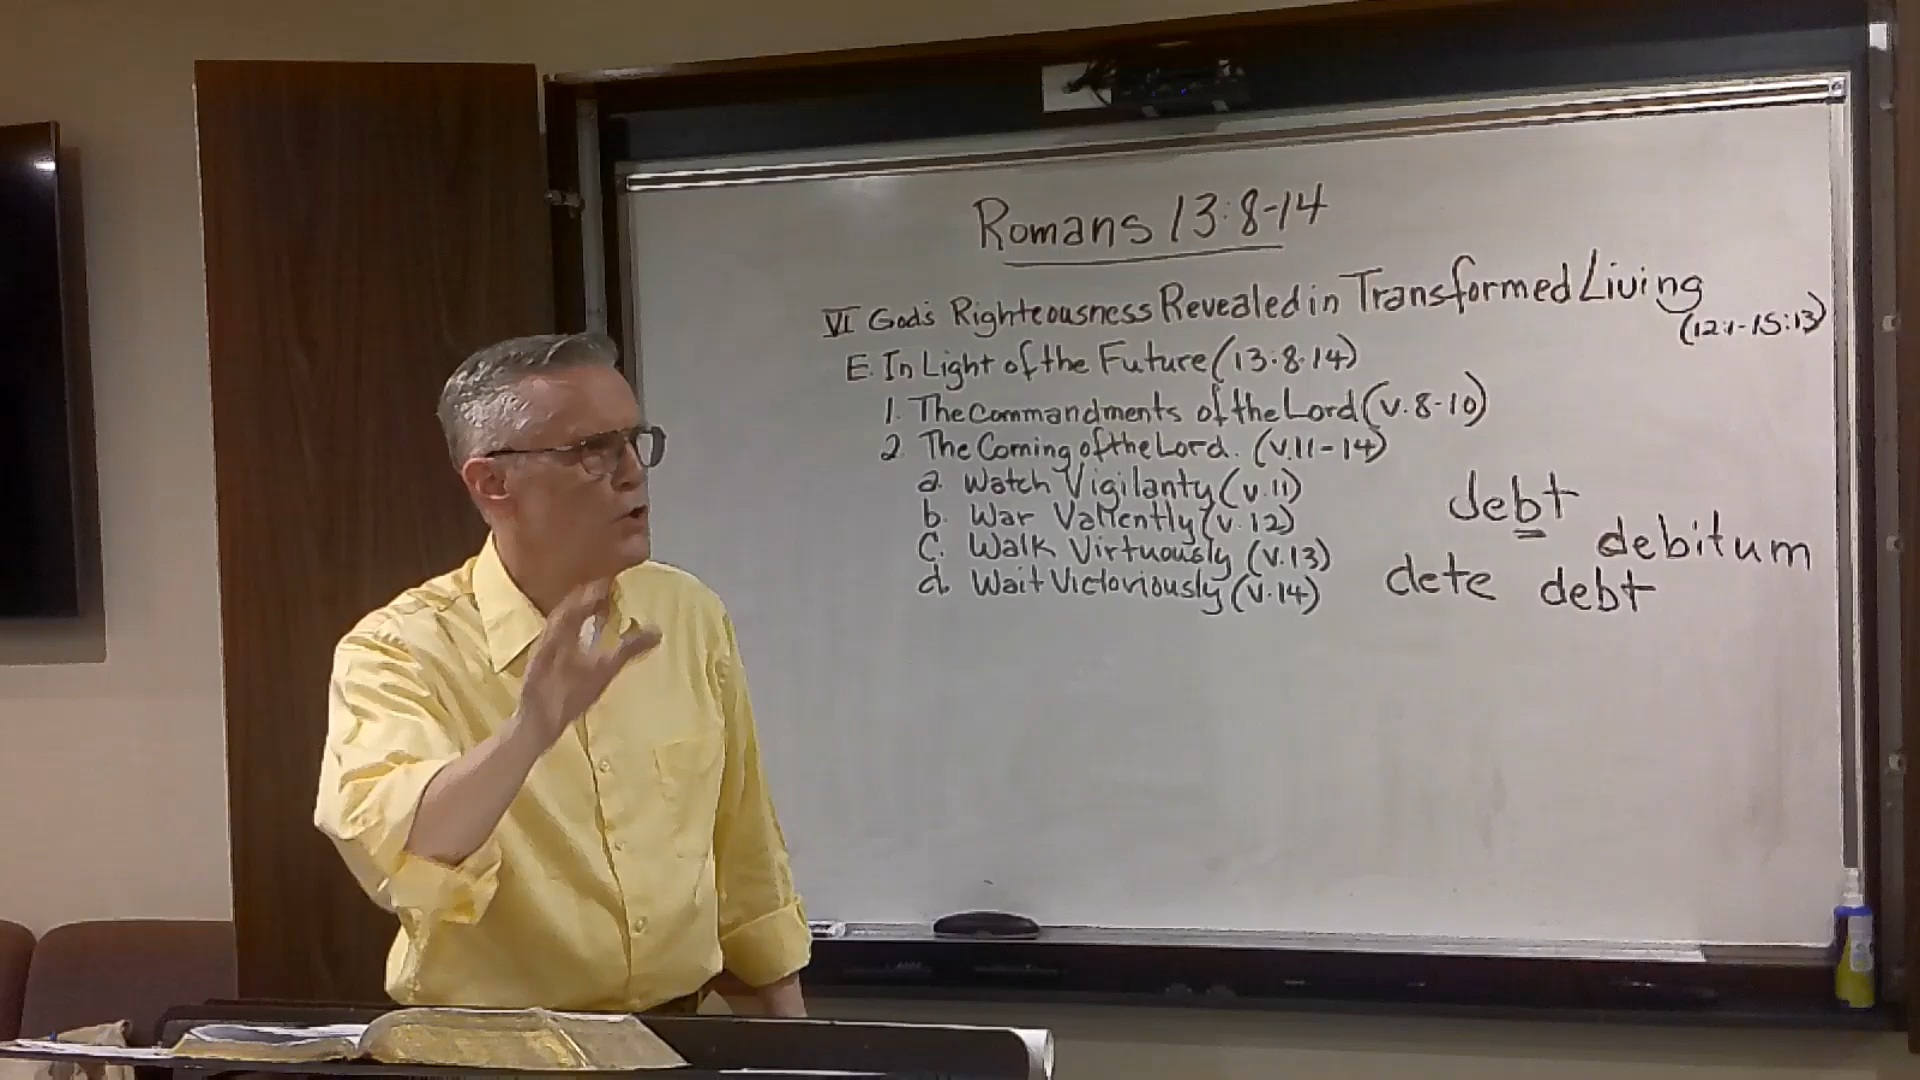 Romans 13:8-14
VI God's Righteousness Revealed in Transformed Living
(12:1-15:13)
E. In Light of the Future (13:8-14)
1. The Commandments of the Lord (v. 8-10)
2. The Coming of the Lord. (v. 11-14)
a. Watch Vigilanty (v. 11)
b. War Valiently (v. 12)
c. Walk Virtuously (v. 13)
d. Wait Victoriously (v. 14)
debt
debitum
dete debt